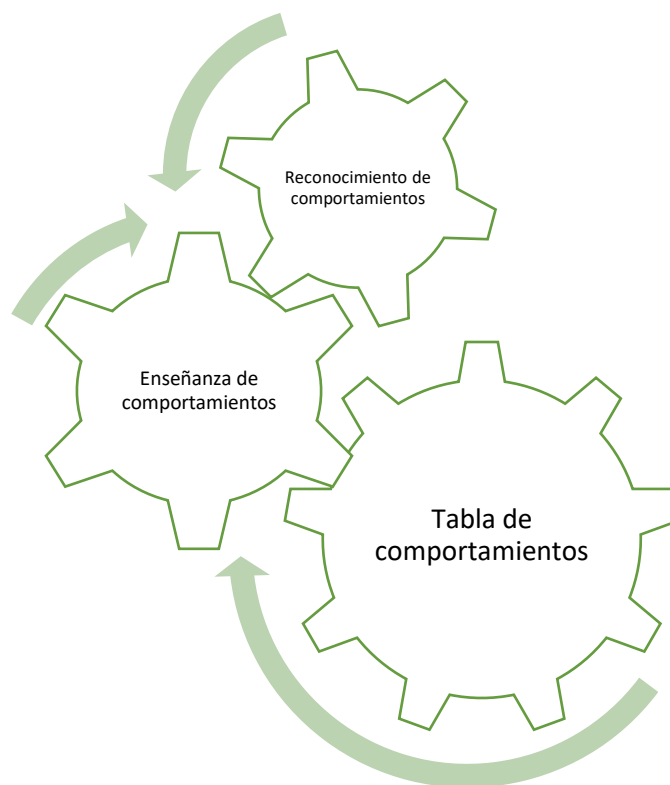 Reconocimiento de
comportamientos
Enseñanza de
comportamientos
Tabla de
comportamientos